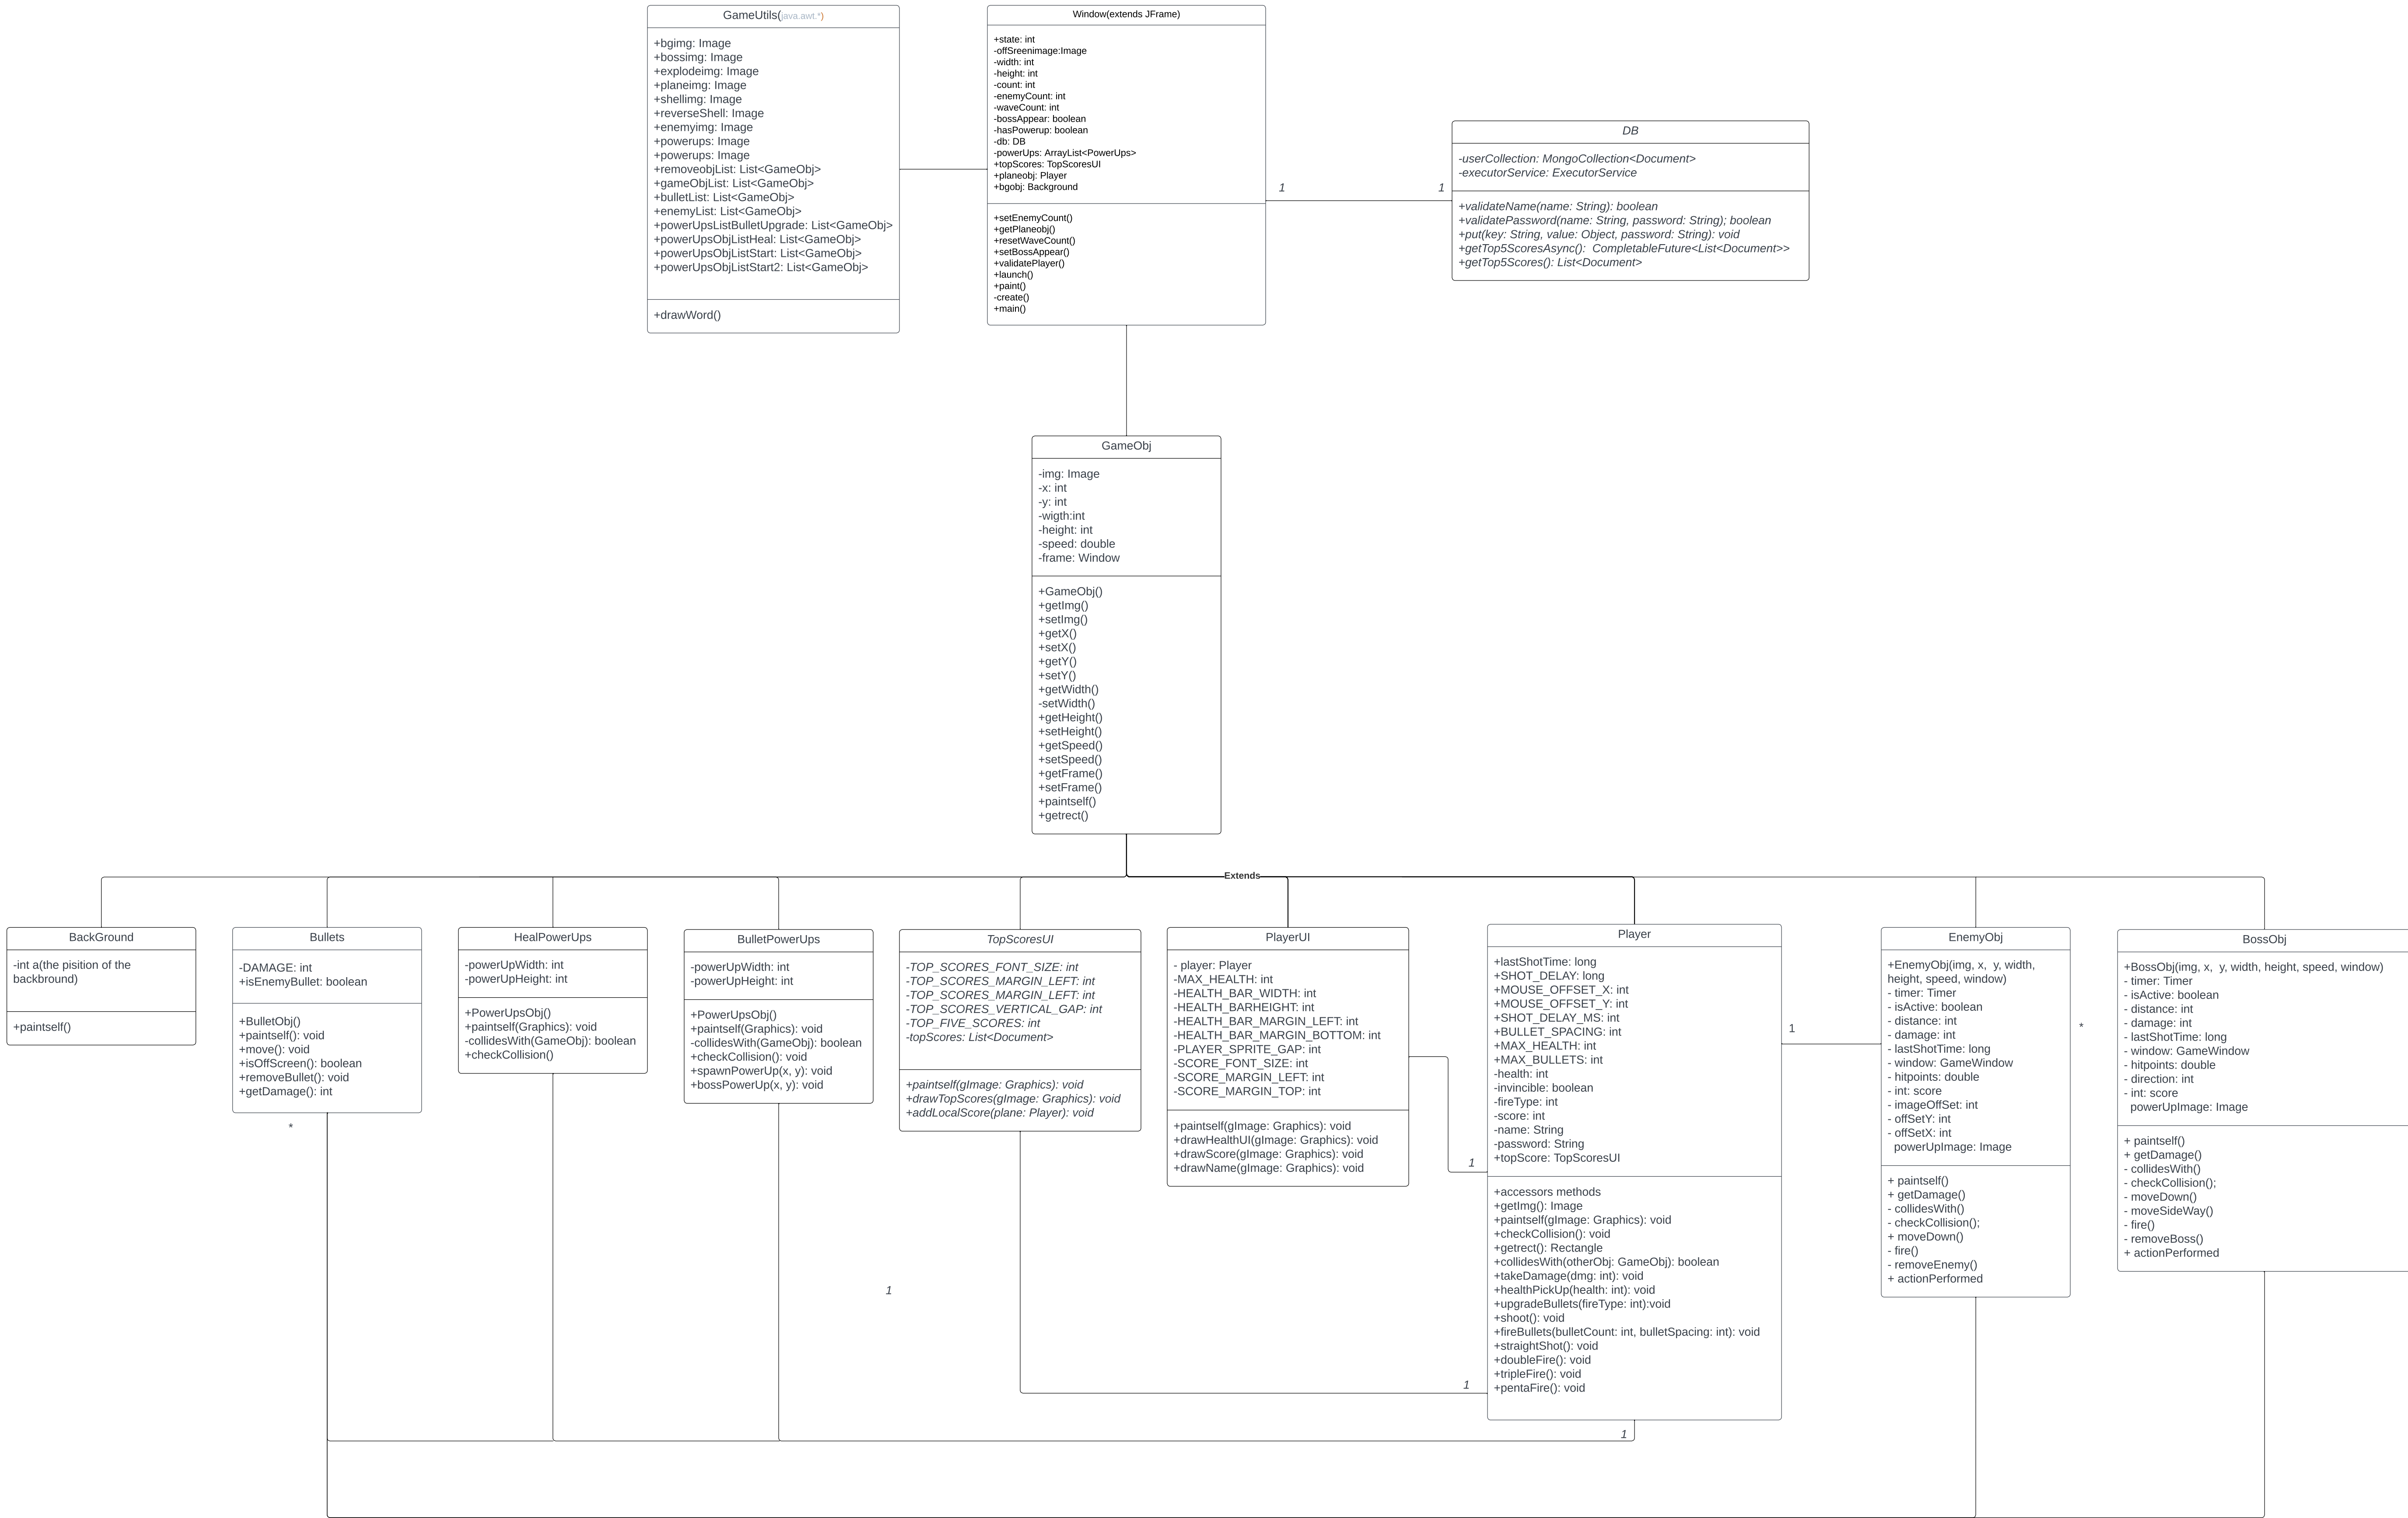 GameUtils(java.awt.*)
+bgimg: Image
+bossimg: Image
+explodeimg: Image
+planeimg: Image
+shellimg: Image
+reverseShell: Image
+enemyimg: Image
+powerups: Image
+powerups: Image
+removeobjList: List<GameObj>
+gameObjList: List<GameObj>
+bulletList: List<GameObj>
+enemyList: List<GameObj>
+powerUpsListBulletUpgrade: List<GameObj>
+powerUpsObjListHeal: List<GameObj>
+powerUpsObjListStart: List<GameObj>
+powerUpsObjListStart2: List<GameObj>
+drawWord()
Window(extends JFrame)
+state: int
-offSreenimage:Image
-width: int
-height: int
-count: int
-enemyCount: int
-waveCount: int
-bossAppear: boolean
-hasPowerup: boolean
-db: DB
-powerUps: ArrayList<PowerUps>
+topScores: TopScoresUI
+planeobj: Player
+bgobj: Background
+setEnemyCount()
+getPlaneobj()
+resetWaveCount()
+setBossAppear()
+validatePlayer()
+launch()
+paint()
-create()
+main()
1
1
DB
-userCollection: MongoCollection<Document>
-executorService: ExecutorService
+validateName(name: String): boolean
+validatePassword(name: String, password: String); boolean
+put(key: String, value: Object, password: String): void
+getTop5ScoresAsync():  CompletableFuture<List<Document>>
+getTop5Scores(): List<Document>
GameObj
-img: Image
-x: int
-y: int
-wigth:int
-height: int
-speed: double
-frame: Window
+GameObj()
+getImg()
+setImg()
+getX()
+setX()
+getY()
+setY()
+getWidth()
-setWidth()
+getHeight()
+setHeight()
+getSpeed()
+setSpeed()
+getFrame()
+setFrame()
+paintself()
+getrect()
Extends
BackGround
-int a(the pisition of the
backbround)
+paintself()
Bullets
-DAMAGE: int
+isEnemyBullet: boolean
+BulletObj()
+paintself(): void
+move(): void
+isOffScreen(): boolean
+removeBullet(): void
+getDamage(): int
*
HealPowerUps
-powerUpWidth: int
-powerUpHeight: int
+PowerUpsObj()
+paintself(Graphics): void
-collidesWith(GameObj): boolean
+checkCollision()
BulletPowerUps
-powerUpWidth: int
-powerUpHeight: int
+PowerUpsObj()
+paintself(Graphics): void
-collidesWith(GameObj): boolean
+checkCollision(): void
+spawnPowerUp(x, y): void
+bossPowerUp(x, y): void
TopScoresUI
-TOP_SCORES_FONT_SIZE: int
-TOP_SCORES_MARGIN_LEFT: int
-TOP_SCORES_MARGIN_LEFT: int
-TOP_SCORES_VERTICAL_GAP: int
-TOP_FIVE_SCORES: int
-topScores: List<Document>
+paintself(gImage: Graphics): void
+drawTopScores(gImage: Graphics): void
+addLocalScore(plane: Player): void
1
PlayerUI
- player: Player
-MAX_HEALTH: int
-HEALTH_BAR_WIDTH: int
-HEALTH_BARHEIGHT: int
-HEALTH_BAR_MARGIN_LEFT: int
-HEALTH_BAR_MARGIN_BOTTOM: int
-PLAYER_SPRITE_GAP: int
-SCORE_FONT_SIZE: int
-SCORE_MARGIN_LEFT: int
-SCORE_MARGIN_TOP: int
+paintself(gImage: Graphics): void
+drawHealthUI(gImage: Graphics): void
+drawScore(gImage: Graphics): void
+drawName(gImage: Graphics): void
1
1
1
Player
+lastShotTime: long
+SHOT_DELAY: long
+MOUSE_OFFSET_X: int
+MOUSE_OFFSET_Y: int
+SHOT_DELAY_MS: int
+BULLET_SPACING: int
+MAX_HEALTH: int
+MAX_BULLETS: int
-health: int
-invincible: boolean
-fireType: int
-score: int
-name: String
-password: String
+topScore: TopScoresUI
+accessors methods
+getImg(): Image
+paintself(gImage: Graphics): void
+checkCollision(): void
+getrect(): Rectangle
+collidesWith(otherObj: GameObj): boolean
+takeDamage(dmg: int): void
+healthPickUp(health: int): void
+upgradeBullets(fireType: int):void
+shoot(): void
+fireBullets(bulletCount: int, bulletSpacing: int): void
+straightShot(): void
+doubleFire(): void
+tripleFire(): void
+pentaFire(): void
1
EnemyObj
+EnemyObj(img, x,  y, width,
height, speed, window)
- timer: Timer
- isActive: boolean
- distance: int
- damage: int
- lastShotTime: long
- window: GameWindow
- hitpoints: double
- int: score
- imageOffSet: int
- offSetY: int
- offSetX: int
powerUpImage: Image
+ paintself()
+ getDamage()
- collidesWith()
- checkCollision();
+ moveDown()
- fire()
- removeEnemy()
+ actionPerformed
*
BossObj
+BossObj(img, x,  y, width, height, speed, window)
- timer: Timer
- isActive: boolean
- distance: int
- damage: int
- lastShotTime: long
- window: GameWindow
- hitpoints: double
- direction: int
- int: score
powerUpImage: Image
+ paintself()
+ getDamage()
- collidesWith()
- checkCollision();
- moveDown()
- moveSideWay()
- fire()
- removeBoss()
+ actionPerformed